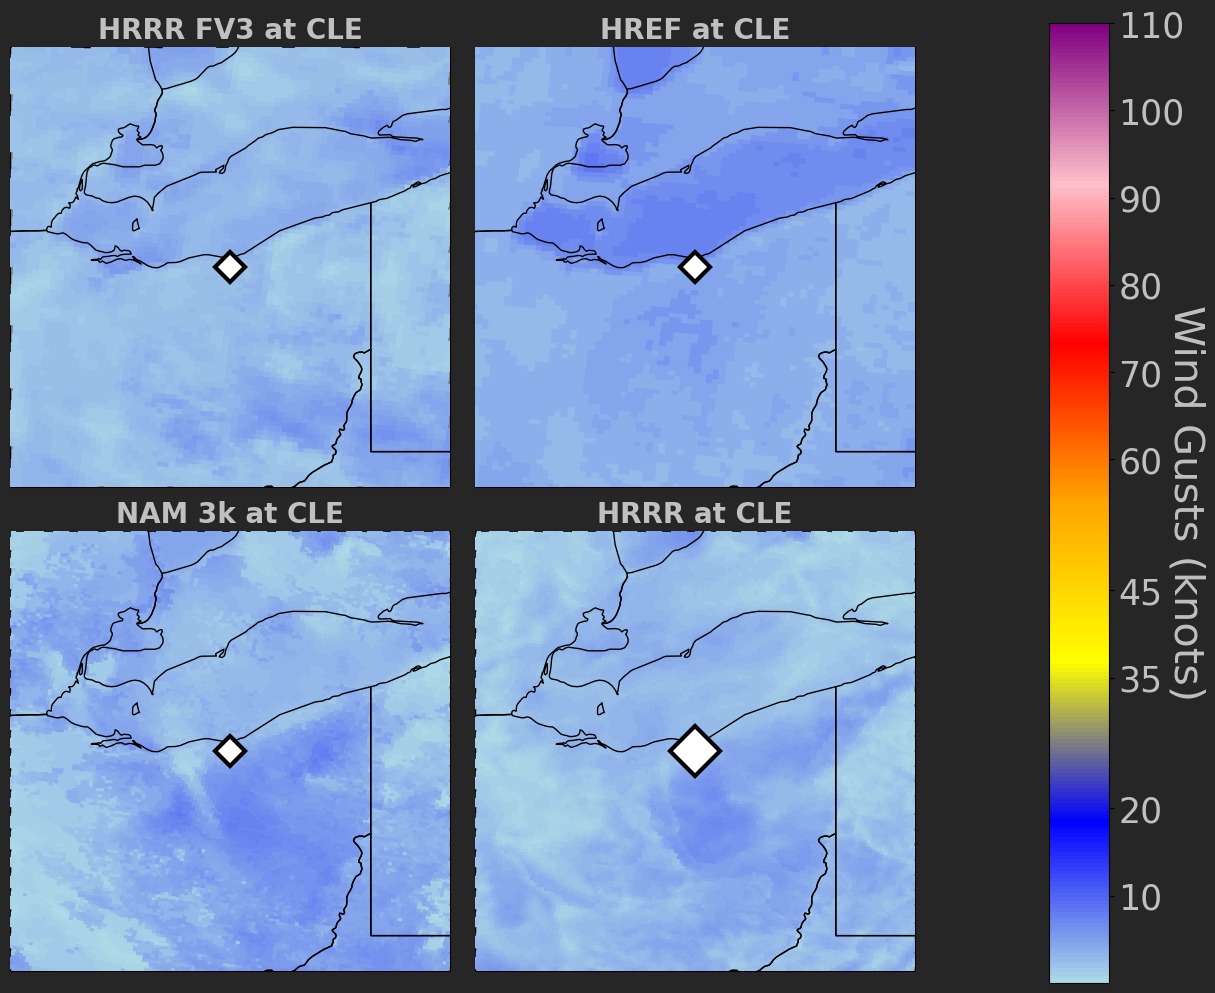 HRRR FV3 at CLE
HREF at CLE
NAM 3k at CLE
HRRR at CLE
110
100
90
80
70
60
45
35
20
10
Wind Gusts (knots)